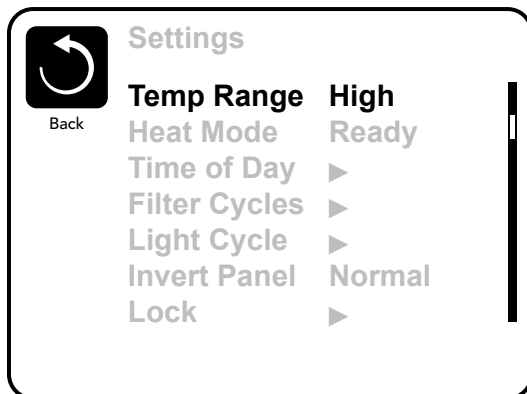 Settings
Back
Temp Range High
Heat Mode Ready
Time of Day ▶
Filter Cycles ▶
Light Cycle ▶
Invert Panel Normal
Lock ▶